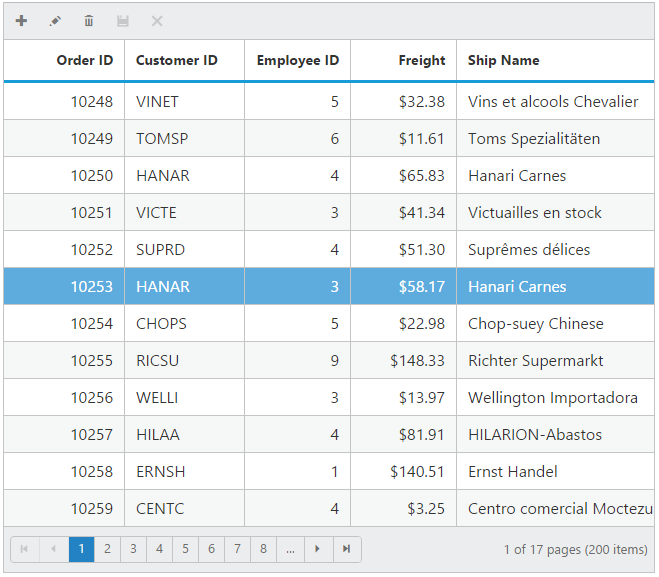 Order ID Customer ID Employee ID Freight Ship Name
10248 VINET 5 $32.38 Vins et alcools Chevalier
10249 TOMSP 6 $11.61 Toms Spezialitäten
10250 HANAR 4 $65.83 Hanari Carnes
10251 VICTE 3 $41.34 Victuailles en stock
10252 SUPRD 4 $51.30 Suprêmes délices
10253 HANAR 3 $58.17 Hanari Carnes
10254 CHOPS 5 $22.98 Chop-suey Chinese
10255 RICSU 9 $148.33 Richter Supermarkt
10256 WELLI 3 $13.97 Wellington Importadora
10257 HILAA 4 $81.91 HILARION-Abastos
10258 ERNSH 1 $140.51 Ernst Handel
10259 CENTC 4 $3.25 Centro comercial Moctezu
1 2 3 4 5 6 7 8 ... 1 of 17 pages (200 items)